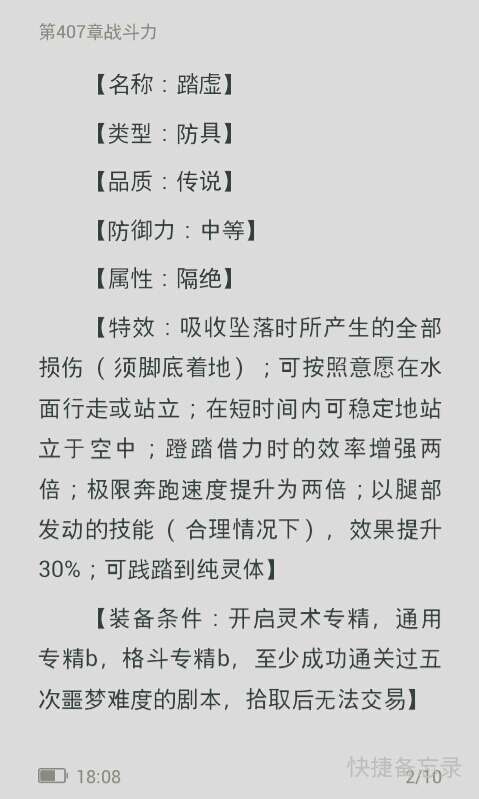 第407章战斗力
【名称：踏虚】
【类型：防具】
【品质：传说】
【防御力：中等】
【属性：隔绝】
【特效：吸收坠落时所产生的全部
损伤（须脚底着地）；可按照意愿在水
面行走或站立；在短时间内可稳定地站
立于空中；蹬踏借力时的效率增强两
倍；极限奔跑速度提升为两倍；以腿部
发动的技能（合理情况下），效果提升
30%；可践踏到纯灵体】
【装备条件：开启灵术专精，通用
专精b，格斗专精b，至少成功通关过五
次噩梦难度的剧本，拾取后无法交易】
18:08
2/10
快捷备忘录